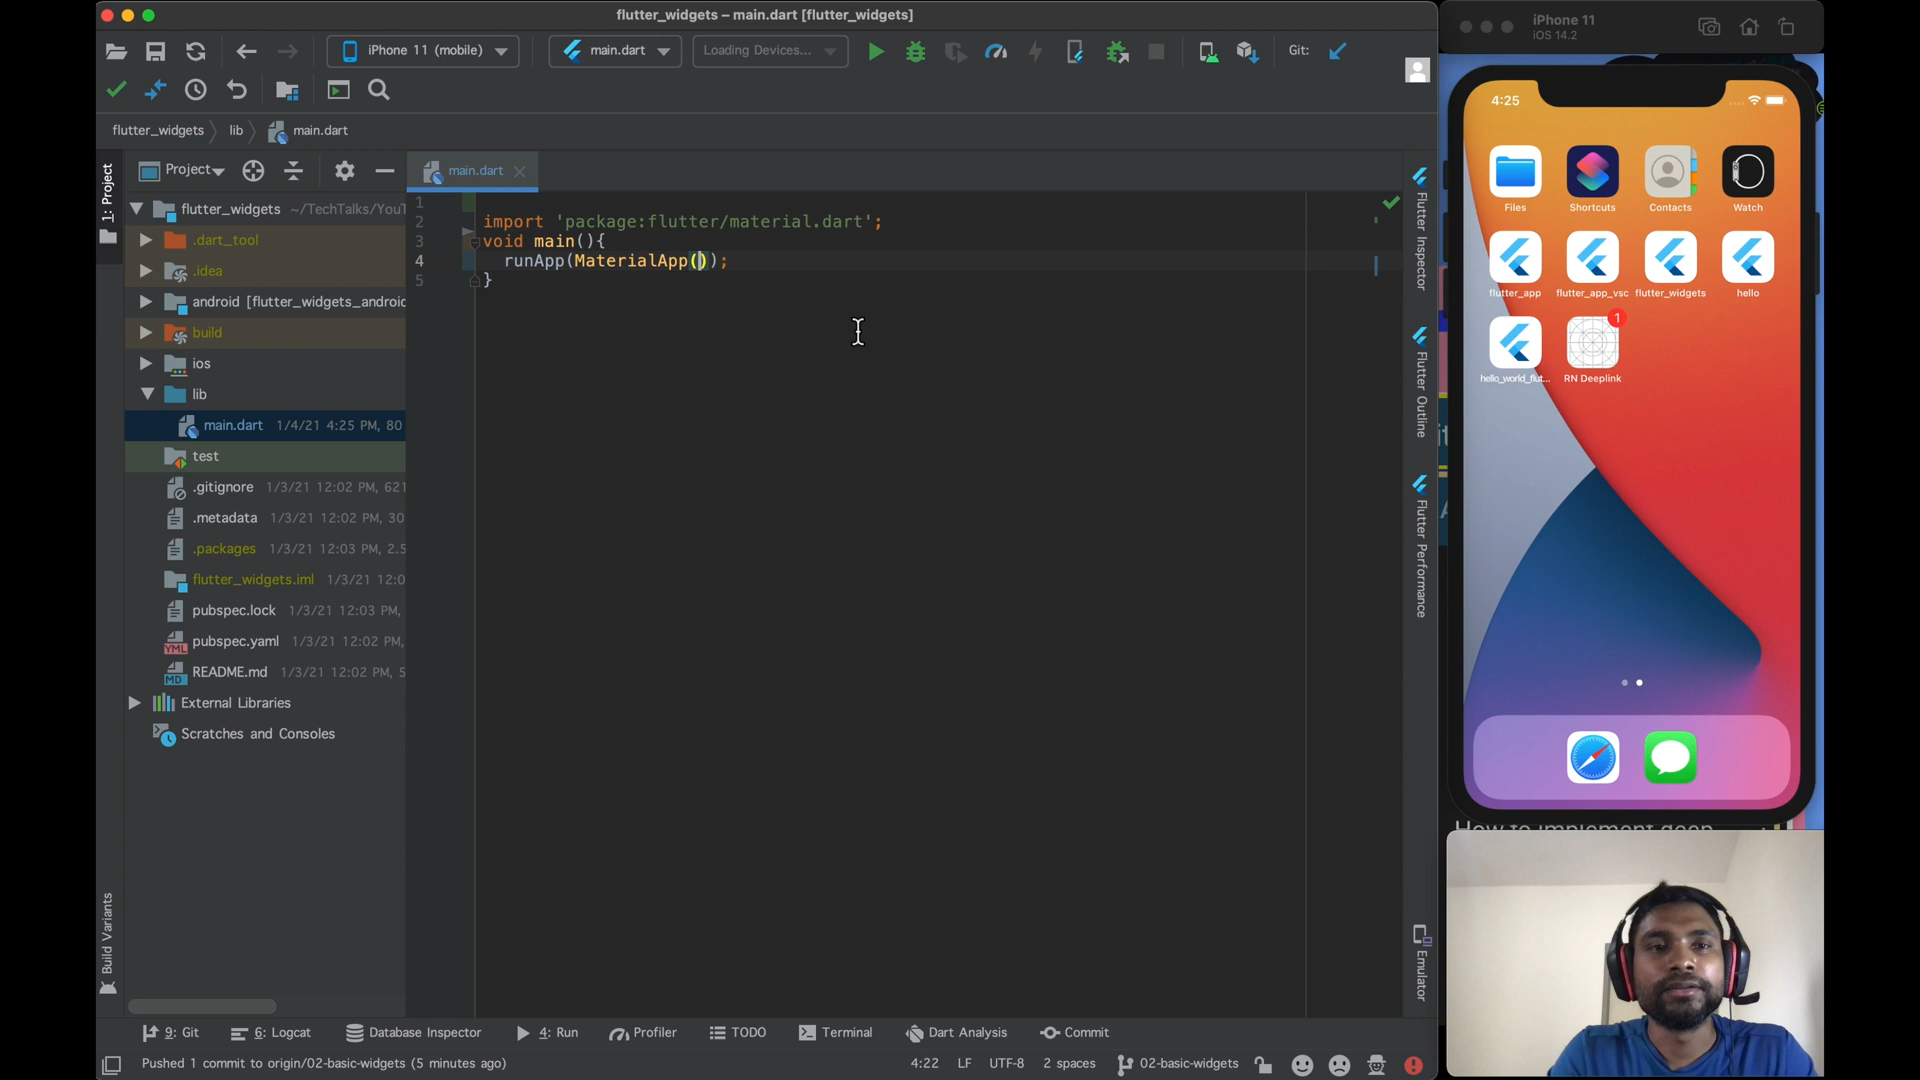 flutter_widgets – main.dart [flutter_widgets]
iPhone 11 (mobile)
main.dart
Loading Devices...
Git:
flutter_widgets
lib
main.dart
1: Project
Project
main.dart
flutter_widgets ~/TechTalks/YouT
.dart_tool
.idea
android [flutter_widgets_android
build
ios
lib
main.dart 1/4/21 4:25 PM, 80
test
.gitignore 1/3/21 12:02 PM, 621
.metadata 1/3/21 12:02 PM, 30
.packages 1/3/21 12:03 PM, 2.5
flutter_widgets.iml 1/3/21 12:0
pubspec.lock 1/3/21 12:03 PM,
pubspec.yaml 1/3/21 12:02 PM,
README.md 1/3/21 12:02 PM, 5
External Libraries
Scratches and Consoles
1
2 import 'package:flutter/material.dart';
3 void main(){
4 runApp(MaterialApp());
5 }
Flutter Inspector
Flutter Outline
Flutter Performance
Emulator
Build Variants
9: Git
6: Logcat
Database Inspector
4: Run
Profiler
TODO
Terminal
Dart Analysis
Commit
Pushed 1 commit to origin/02-basic-widgets (5 minutes ago)
4:22
LF
UTF-8
2 spaces
02-basic-widgets
iPhone 11
iOS 14.2
4:25
Files
Shortcuts
Contacts
Watch
flutter_app
flutter_app_vsc
flutter_widgets
hello
1
hello_world_flut...
RN Deeplink